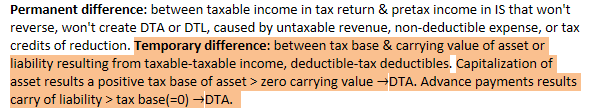 Permanent difference: between taxable income in tax return & pretax income in IS that won't
reverse, won't create DTA or DTL, caused by untaxable revenue, non-deductible expense, or tax
credits of reduction. Temporary difference: between tax base & carrying value of asset or
liability resulting from taxable-taxable income, deductible-tax deductibles. Capitalization of
asset results a positive tax base of asset > zero carrying value →DTA. Advance payments results
carry of liability > tax base(=0) →DTA.